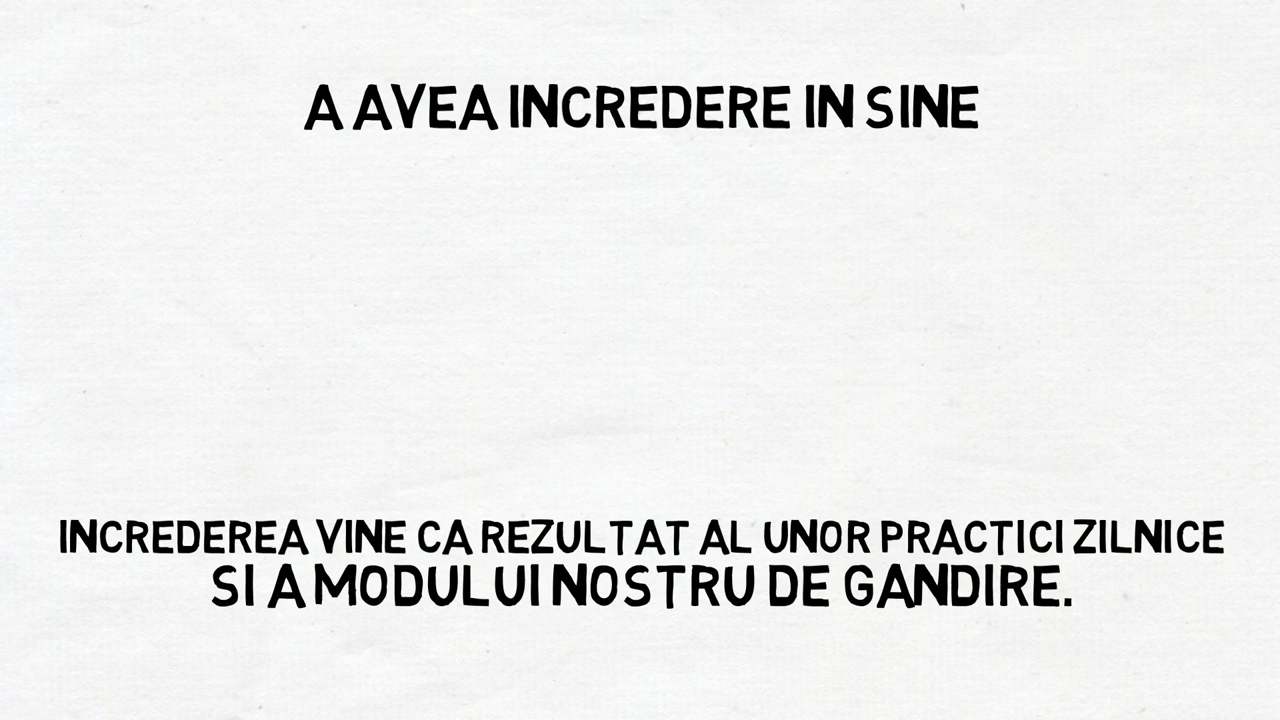 A AVEA INCREDERE IN SINE
INCREDEREA VINE CA REZULTAT AL UNOR PRACTICI ZILNICE
SI A MODULUI NOSTRU DE GANDIRE.